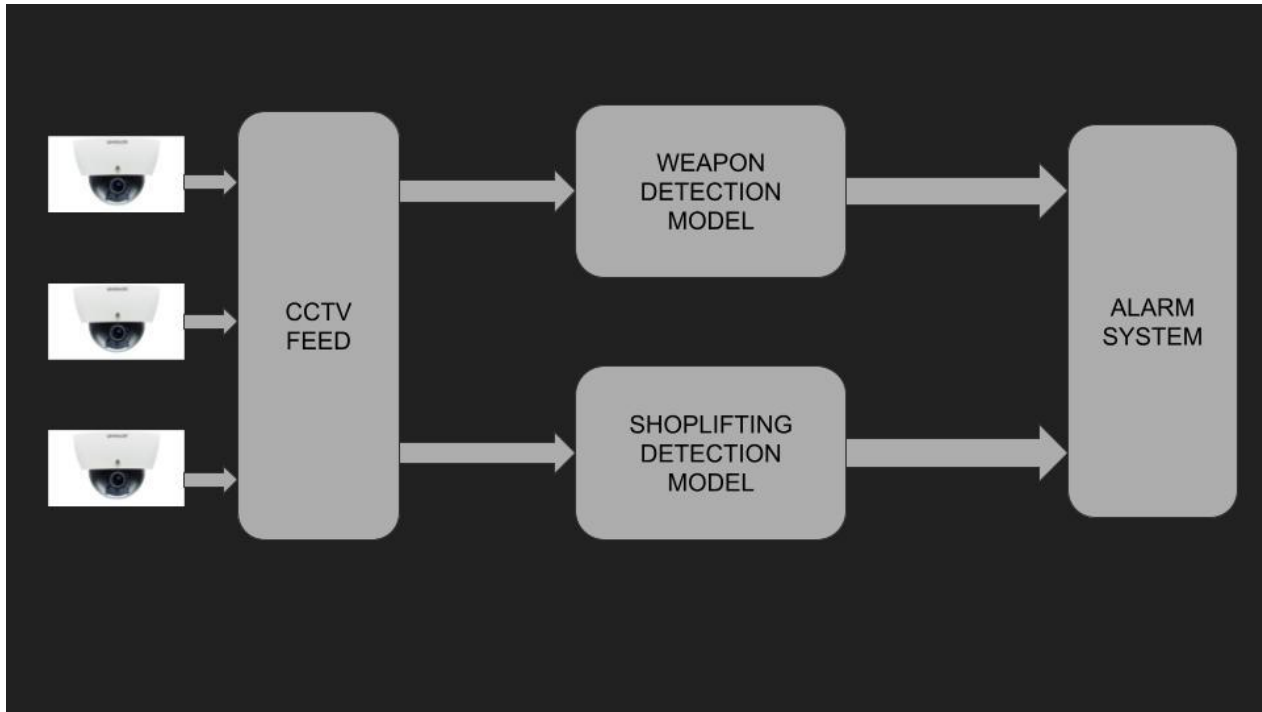 CCTV
FEED
WEAPON
DETECTION
MODEL
SHOPLIFTING
DETECTION
MODEL
ALARM
SYSTEM